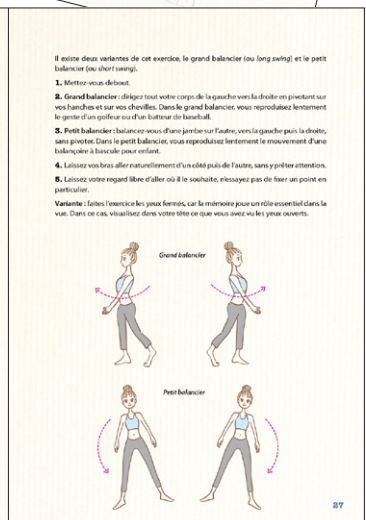 Il existe deux variantes de cet exercice, le grand balancier (ou long swing) et le petit
balancier (ou short swing).
1. Mettez-vous debout.
2. Grand balancier : dirigez tout votre corps de la gauche vers la droite en pivotant sur
vos hanches et sur vos chevilles. Dans le grand balancier, vous reproduisez lentement
le geste d'un golfeur ou d'un batteur de baseball.
3. Petit balancier : balancez-vous d'une jambe sur l'autre, vers la gauche puis la droite,
sans pivoter. Dans le petit balancier, vous reproduisez lentement le mouvement d'une
balançoire à bascule pour enfant.
4. Laissez vos bras aller naturellement d'un côté puis de l'autre, sans y prêter attention.
5. Laissez votre regard libre d'aller où il le souhaite, n'essayez pas de fixer un point en
particulier.
Variante : faites l'exercice les yeux fermés, car la mémoire joue un rôle essentiel dans la
vue. Dans ce cas, visualisez dans votre tête ce que vous avez vu les yeux ouverts.
Grand balancier
Petit balancier
27